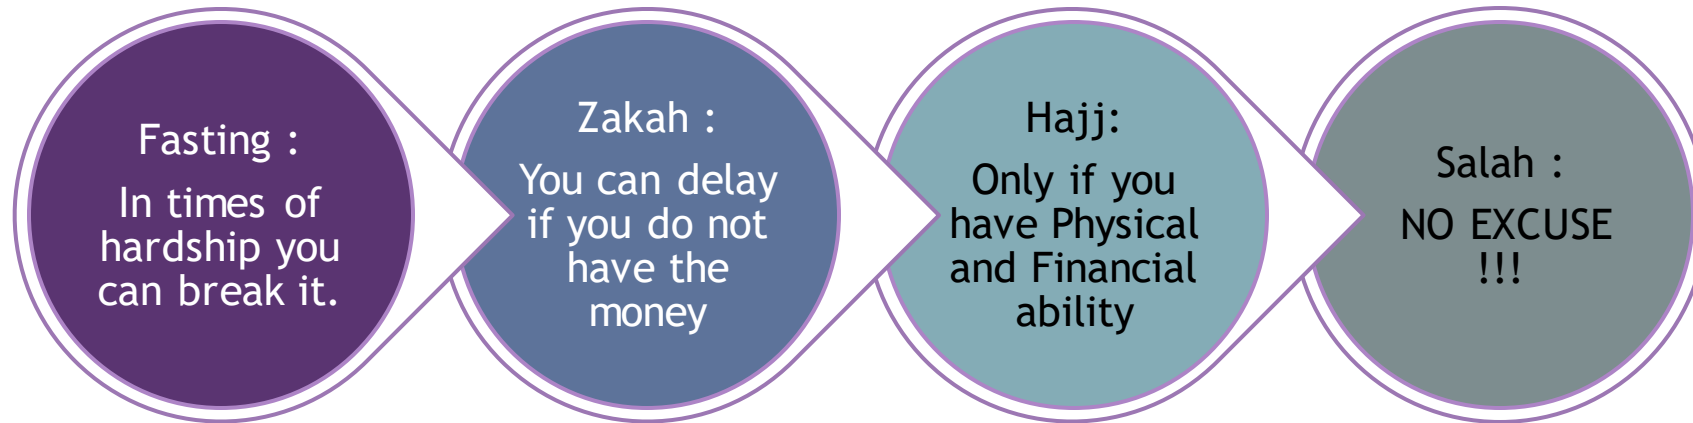 Fasting :
In times of
hardship you
can break it.
Zakah :
You can delay
if you do not
have the
money
Hajj:
Only if you
have Physical
and Financial
ability
Salah :
NO EXCUSE
!!!